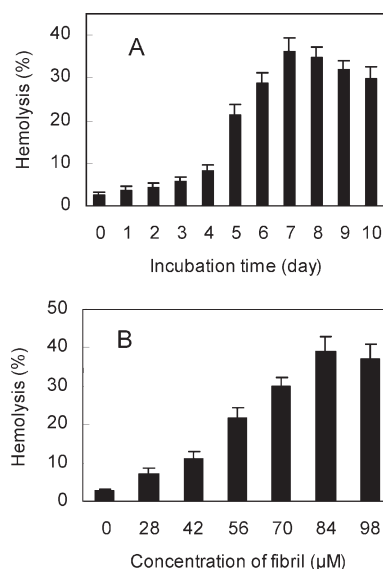 A
Hemolysis (%)
40
30
20
10
0
0 1 2 3 4 5 6 7 8 9 10
Incubation time (day)
B
Hemolysis (%)
50
40
30
20
10
0
0 28 42 56 70 84 98
Concentration of fibril (µM)